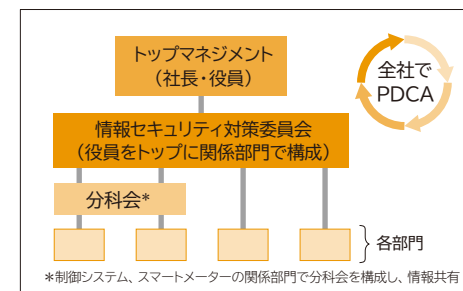 トップマネジメント
（社長・役員）
全社で
PDCA
情報セキュリティ対策委員会
（役員をトップに関係部門で構成）
分科会*
各部門
*制御システム、スマートメーターの関係部門で分科会を構成し、情報共有